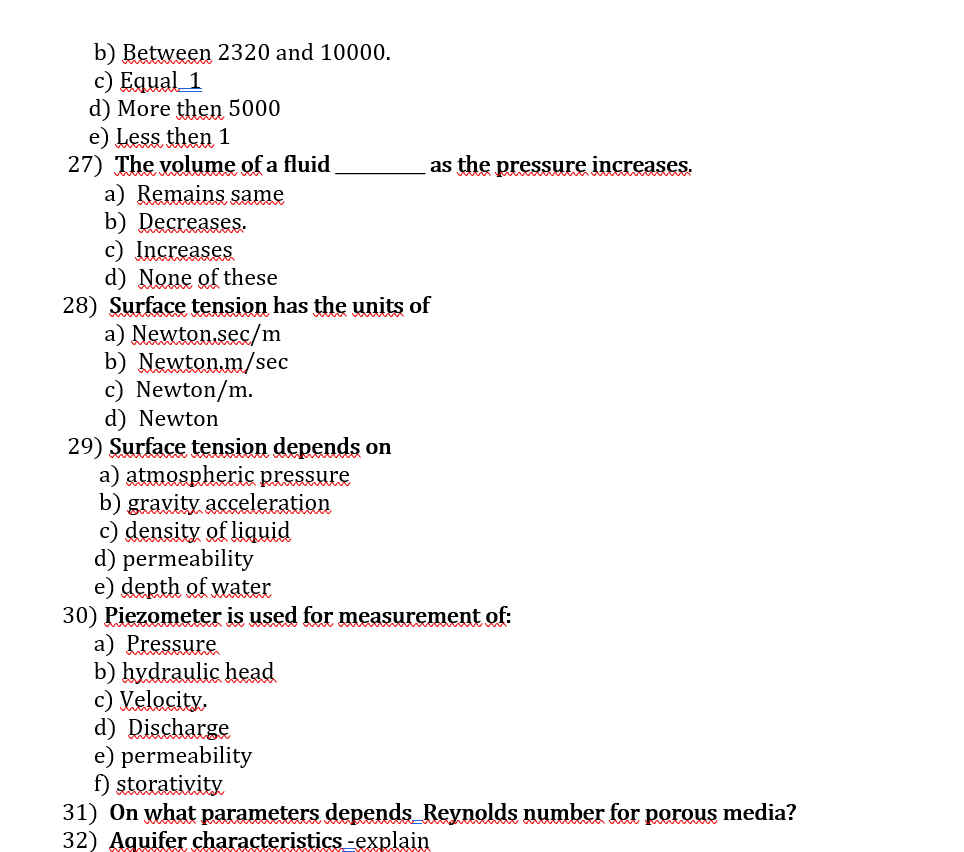 b) Between 2320 and 10000.
c) Equal 1
d) More then 5000
e) Less then 1
27) The volume of a fluid ________ as the pressure increases.
a) Remains same
b) Decreases.
c) Increases
d) None of these
28) Surface tension has the units of
a) Newton.sec/m
b) Newton.m/sec
c) Newton/m.
d) Newton
29) Surface tension depends on
a) atmospheric pressure
b) gravity acceleration
c) density of liquid
d) permeability
e) depth of water
30) Piezometer is used for measurement of:
a) Pressure
b) hydraulic head
c) Velocity.
d) Discharge
e) permeability
f) storativity
31) On what parameters depends Reynolds number for porous media?
32) Aquifer characteristics -explain